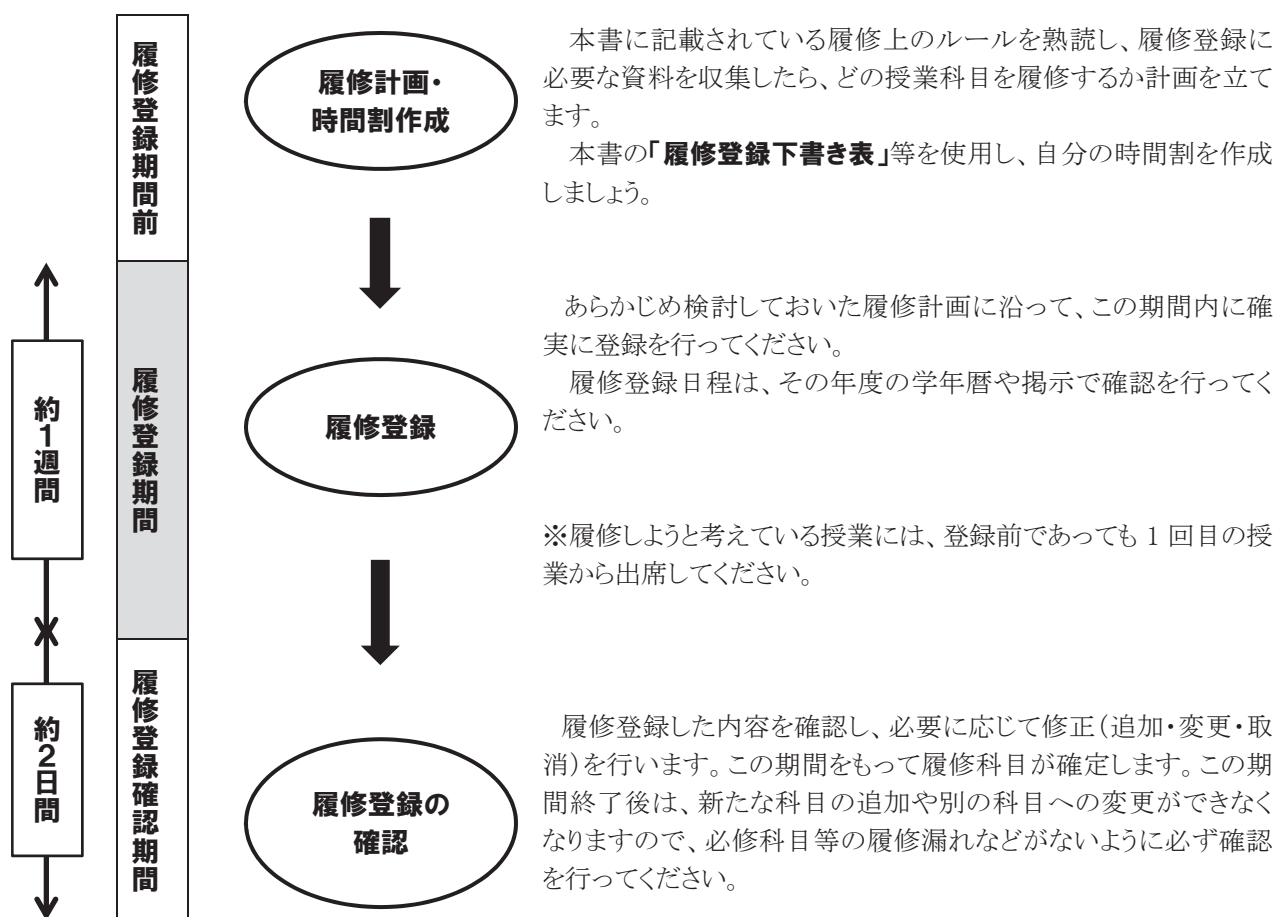 履修登録期間前
履修計画・
時間割作成
本書に記載されている履修上のルールを熟読し、履修登録に
必要な資料を収集したら、どの授業科目を履修するか計画を立て
ます。
本書の「履修登録下書き表」等を使用し、自分の時間割を作成
しましょう。
約1週間
履修登録期間
履修登録
あらかじめ検討しておいた履修計画に沿って、この期間内に確
実に登録を行ってください。
履修登録日程は、その年度の学年暦や掲示で確認を行ってく
ださい。
※履修しようと考えている授業には、登録前であっても 1 回目の授
業から出席してください。
約2日間
履修登録確認期間
履修登録の
確認
履修登録した内容を確認し、必要に応じて修正(追加・変更・取
消)を行います。この期間をもって履修科目が確定します。この期
間終了後は、新たな科目の追加や別の科目への変更ができなく
なりますので、必修科目等の履修漏れなどがないように必ず確認
を行ってください。